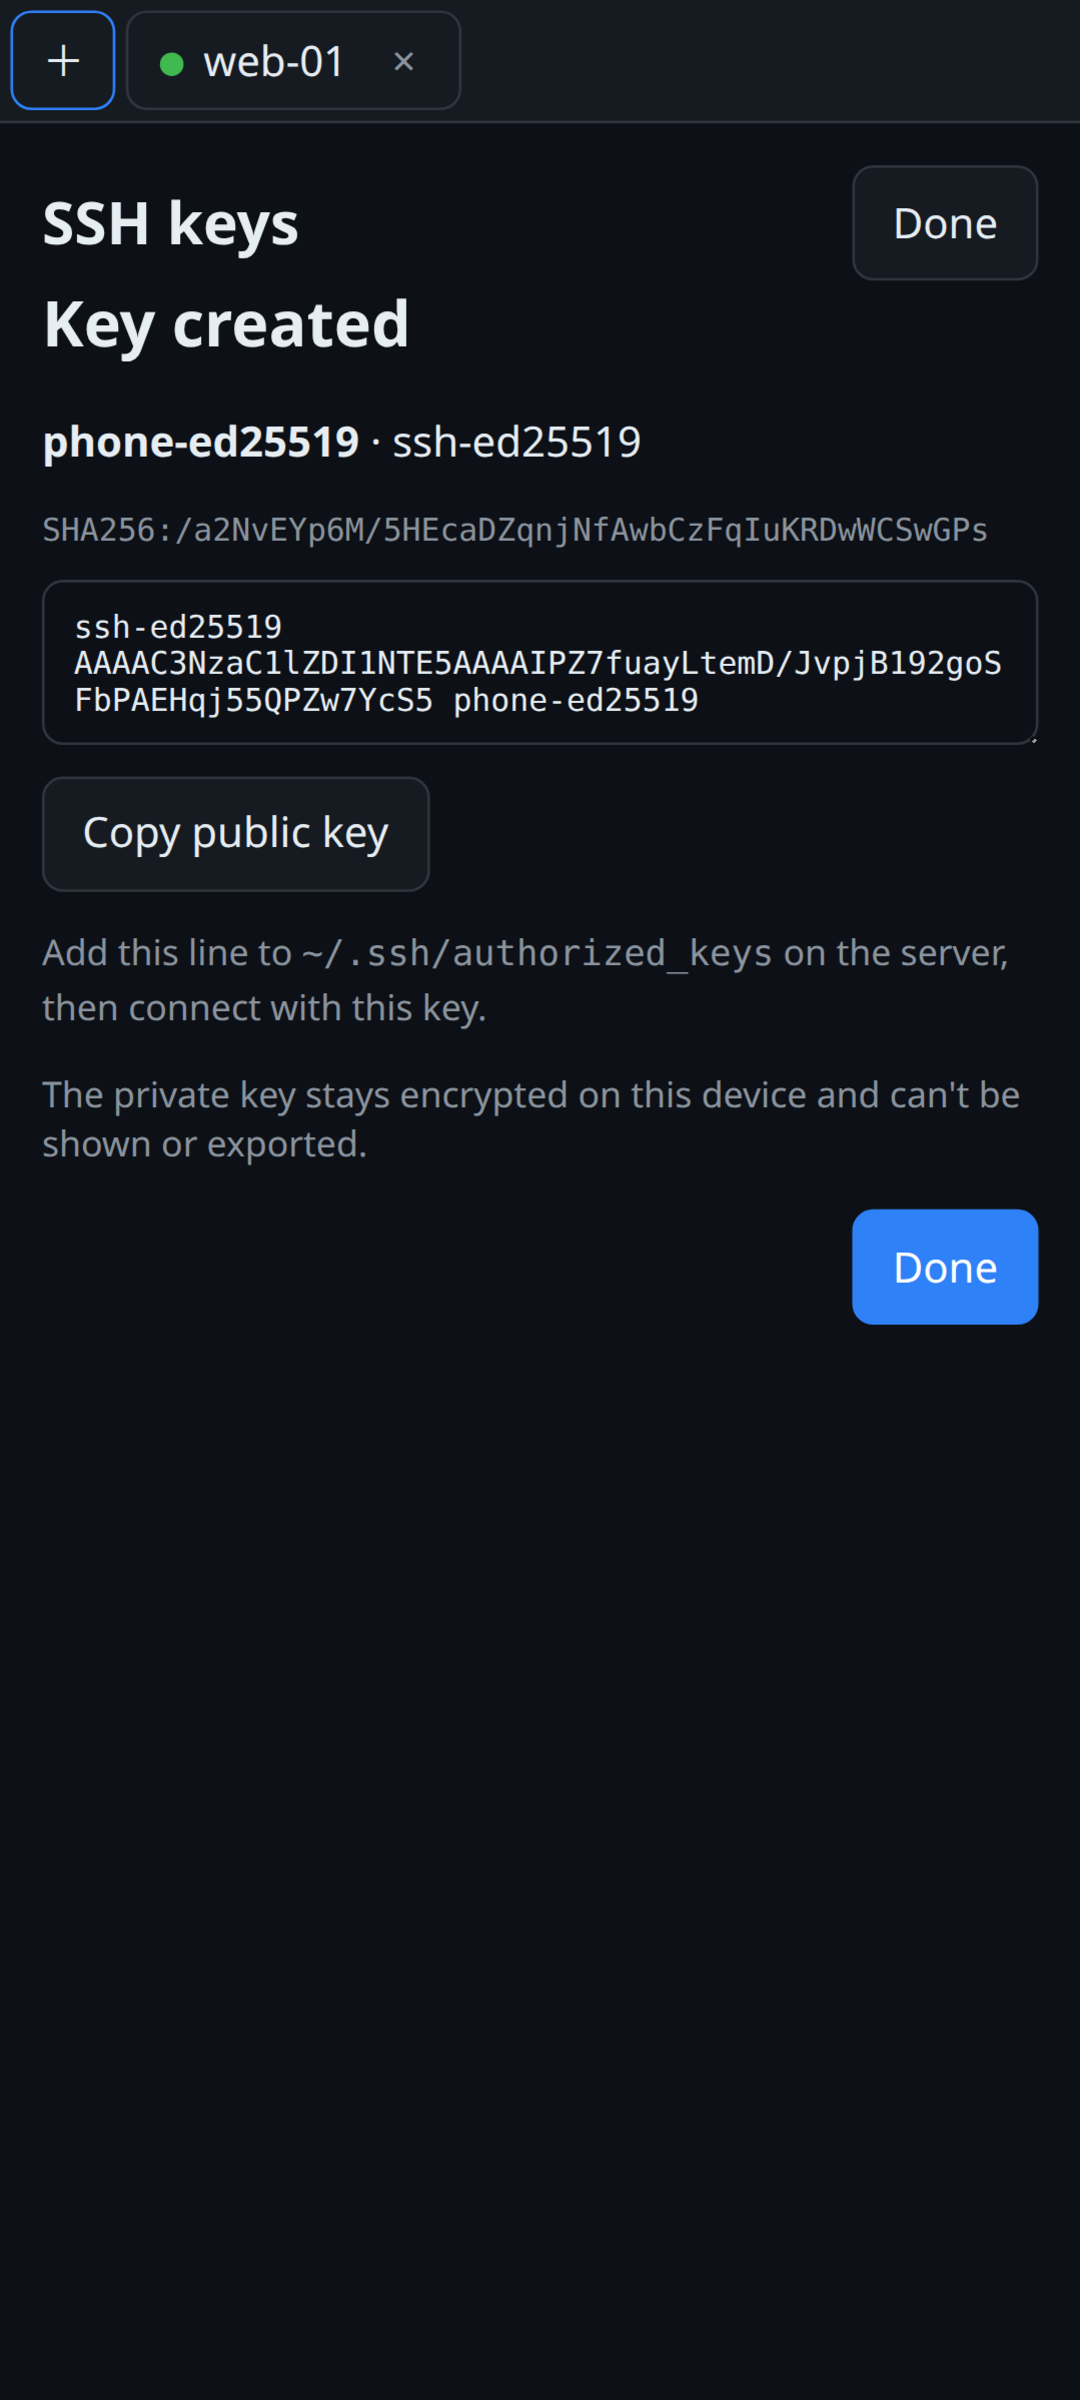 + web-01 ×
SSH keys Done
Key created
phone-ed25519 · ssh-ed25519
SHA256:/a2NvEYp6M/5HEcaDZqnjNfAwbCzFqIuKRDwWCSwGPs
ssh-ed25519
AAAAC3NzaC1lZDI1NTE5AAAAIPZ7fuayLtemD/JvpjB192goS
FbPAEHqj55QPZw7YcS5 phone-ed25519
Copy public key
Add this line to ~/.ssh/authorized_keys on the server,
then connect with this key.
The private key stays encrypted on this device and can't be
shown or exported.
Done